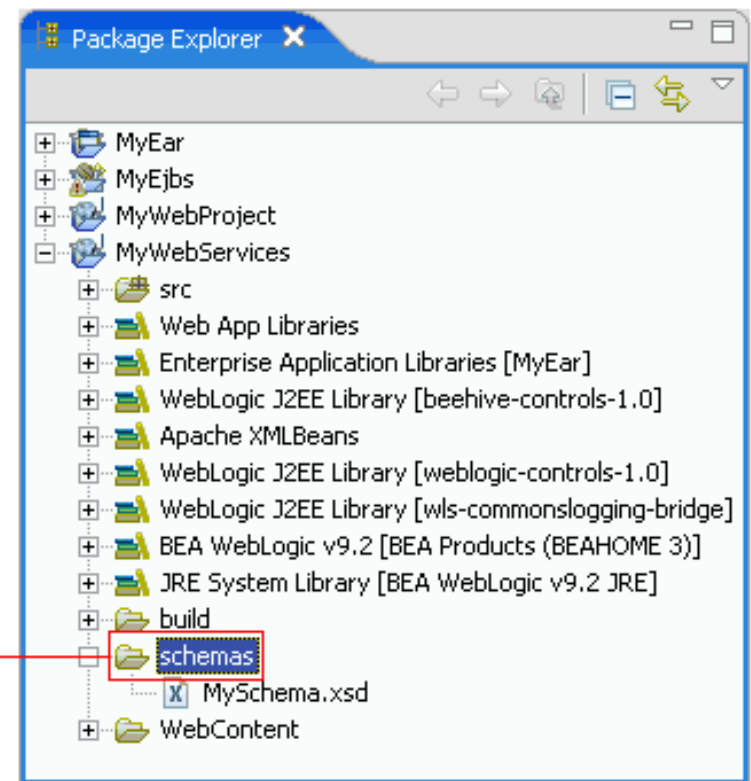 Package Explorer
MyEar
MyEjbs
MyWebProject
MyWebServices
src
Web App Libraries
Enterprise Application Libraries [MyEar]
WebLogic J2EE Library [beehive-controls-1.0]
Apache XMLBeans
WebLogic J2EE Library [weblogic-controls-1.0]
WebLogic J2EE Library [wls-commonslogging-bridge]
BEA WebLogic v9.2 [BEA Products (BEAHOME 3)]
JRE System Library [BEA WebLogic v9.2 JRE]
build
schemas
MySchema.xsd
WebContent